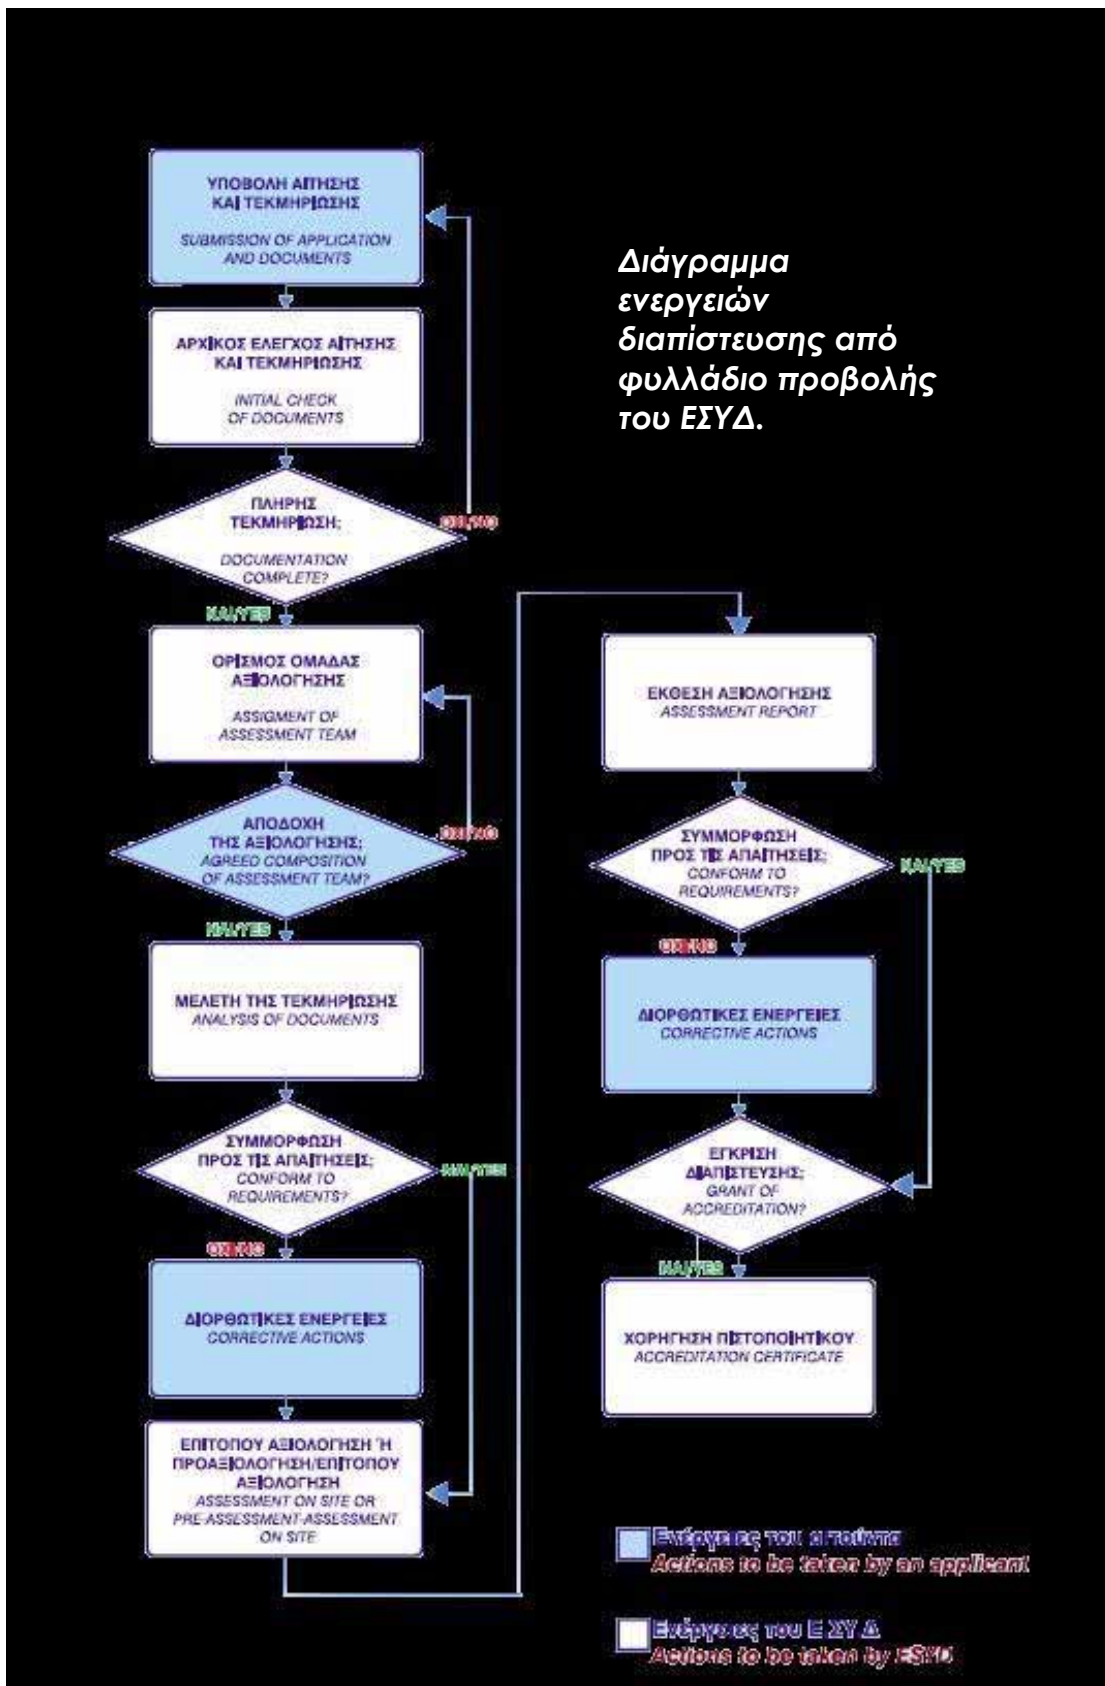 ΥΠΟΒΟΛΗ ΑΙΤΗΣΗΣ
ΚΑΙ ΤΕΚΜΗΡΙΩΣΗΣ
SUBMISSION OF APPLICATION
AND DOCUMENTS
ΑΡΧΙΚΟΣ ΕΛΕΓΧΟΣ ΑΙΤΗΣΗΣ
ΚΑΙ ΤΕΚΜΗΡΙΩΣΗΣ
INITIAL CHECK
OF DOCUMENTS
ΠΛΗΡΗΣ
ΤΕΚΜΗΡΙΩΣΗ;
DOCUMENTATION
COMPLETE?
ΟΧΙ/NO
ΝΑΙ/YES
ΟΡΙΣΜΟΣ ΟΜΑΔΑΣ
ΑΞΙΟΛΟΓΗΣΗΣ
ASSIGMENT OF
ASSESSMENT TEAM
ΑΠΟΔΟΧΗ
ΤΗΣ ΑΞΙΟΛΟΓΗΣΗΣ;
AGREED COMPOSITION
OF ASSESSMENT TEAM?
ΟΧΙ/NO
ΝΑΙ/YES
ΜΕΛΕΤΗ ΤΗΣ ΤΕΚΜΗΡΙΩΣΗΣ
ANALYSIS OF DOCUMENTS
ΣΥΜΜΟΡΦΩΣΗ
ΠΡΟΣ ΤΙΣ ΑΠΑΙΤΗΣΕΙΣ;
CONFORM TO
REQUIREMENTS?
ΝΑΙ/YES
ΟΧΙ-NO
ΔΙΟΡΘΩΤΙΚΕΣ ΕΝΕΡΓΕΙΕΣ
CORRECTIVE ACTIONS
ΕΠΙΤΟΠΟΥ ΑΞΙΟΛΟΓΗΣΗ Ή
ΠΡΟΑΞΙΟΛΟΓΗΣΗ/ΕΠΙΤΟΠΟΥ
ΑΞΙΟΛΟΓΗΣΗ
ASSESSMENT ON SITE OR
PRE-ASSESSMENT-ASSESSMENT
ON SITE
Διάγραμμα
ενεργειών
διαπίστευσης από
φυλλάδιο προβολής
του ΕΣΥΔ.
ΕΚΘΕΣΗ ΑΞΙΟΛΟΓΗΣΗΣ
ASSESSMENT REPORT
ΣΥΜΜΟΡΦΩΣΗ
ΠΡΟΣ ΤΙΣ ΑΠΑΙΤΗΣΕΙΣ;
CONFORM TO
REQUIREMENTS?
ΝΑΙ/YES
ΟΧΙ-NO
ΔΙΟΡΘΩΤΙΚΕΣ ΕΝΕΡΓΕΙΕΣ
CORRECTIVE ACTIONS
ΕΓΚΡΙΣΗ
ΔΙΑΠΙΣΤΕΥΣΗΣ;
GRANT OF
ACCREDITATION?
ΝΑΙ/YES
ΧΟΡΗΓΗΣΗ ΠΙΣΤΟΠΟΙΗΤΙΚΟΥ
ACCREDITATION CERTIFICATE
Ενέργειες του αιτούντα
Actions to be taken by an applicant
Ενέργειες του Ε ΣΥ Δ
Actions to be taken by ESYD